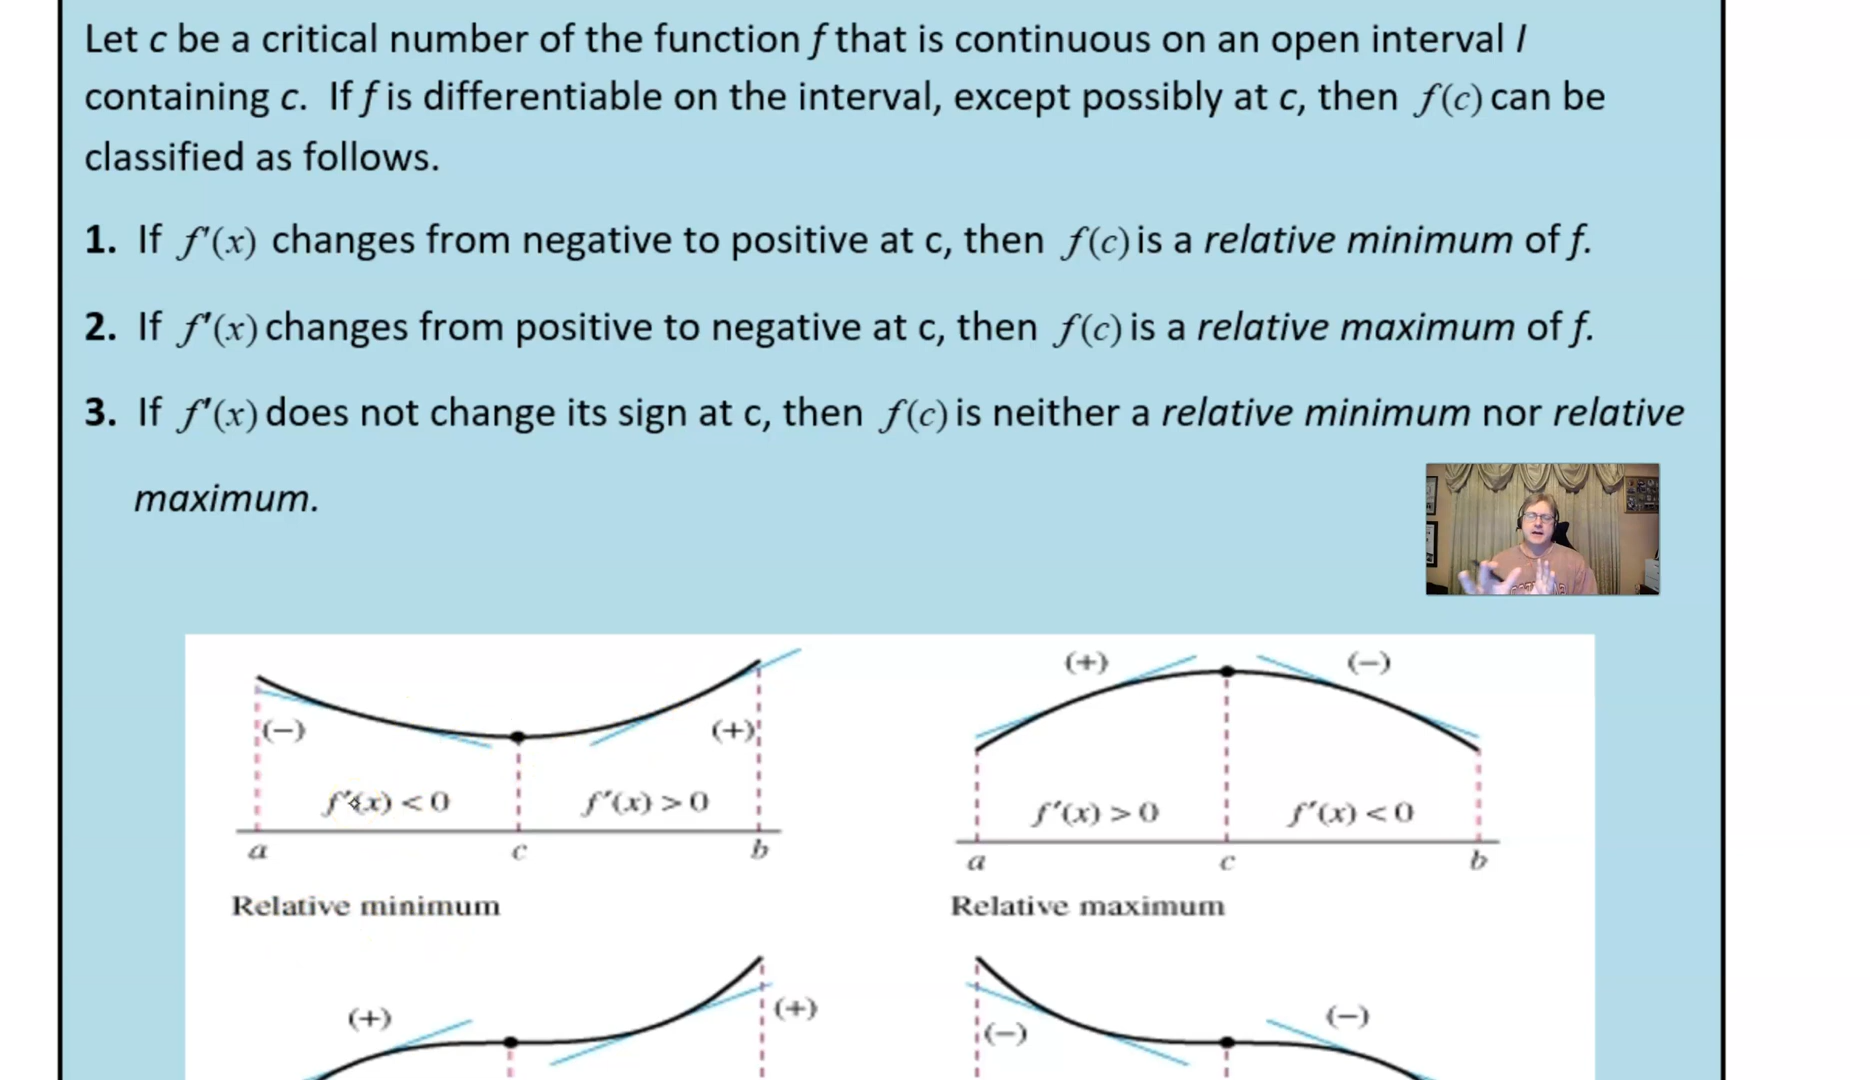 Let c be a critical number of the function f that is continuous on an open interval I
containing c. If f is differentiable on the interval, except possibly at c, then f(c) can be
classified as follows.
1. If f'(x) changes from negative to positive at c, then f(c) is a relative minimum of f.
2. If f'(x) changes from positive to negative at c, then f(c) is a relative maximum of f.
3. If f'(x) does not change its sign at c, then f(c) is neither a relative minimum nor relative
maximum.
(−) (+)
f'(x) < 0 f'(x) > 0
a c b
Relative minimum
(+) (−)
f'(x) > 0 f'(x) < 0
a c b
Relative maximum
(+) (+)
(−) (−)